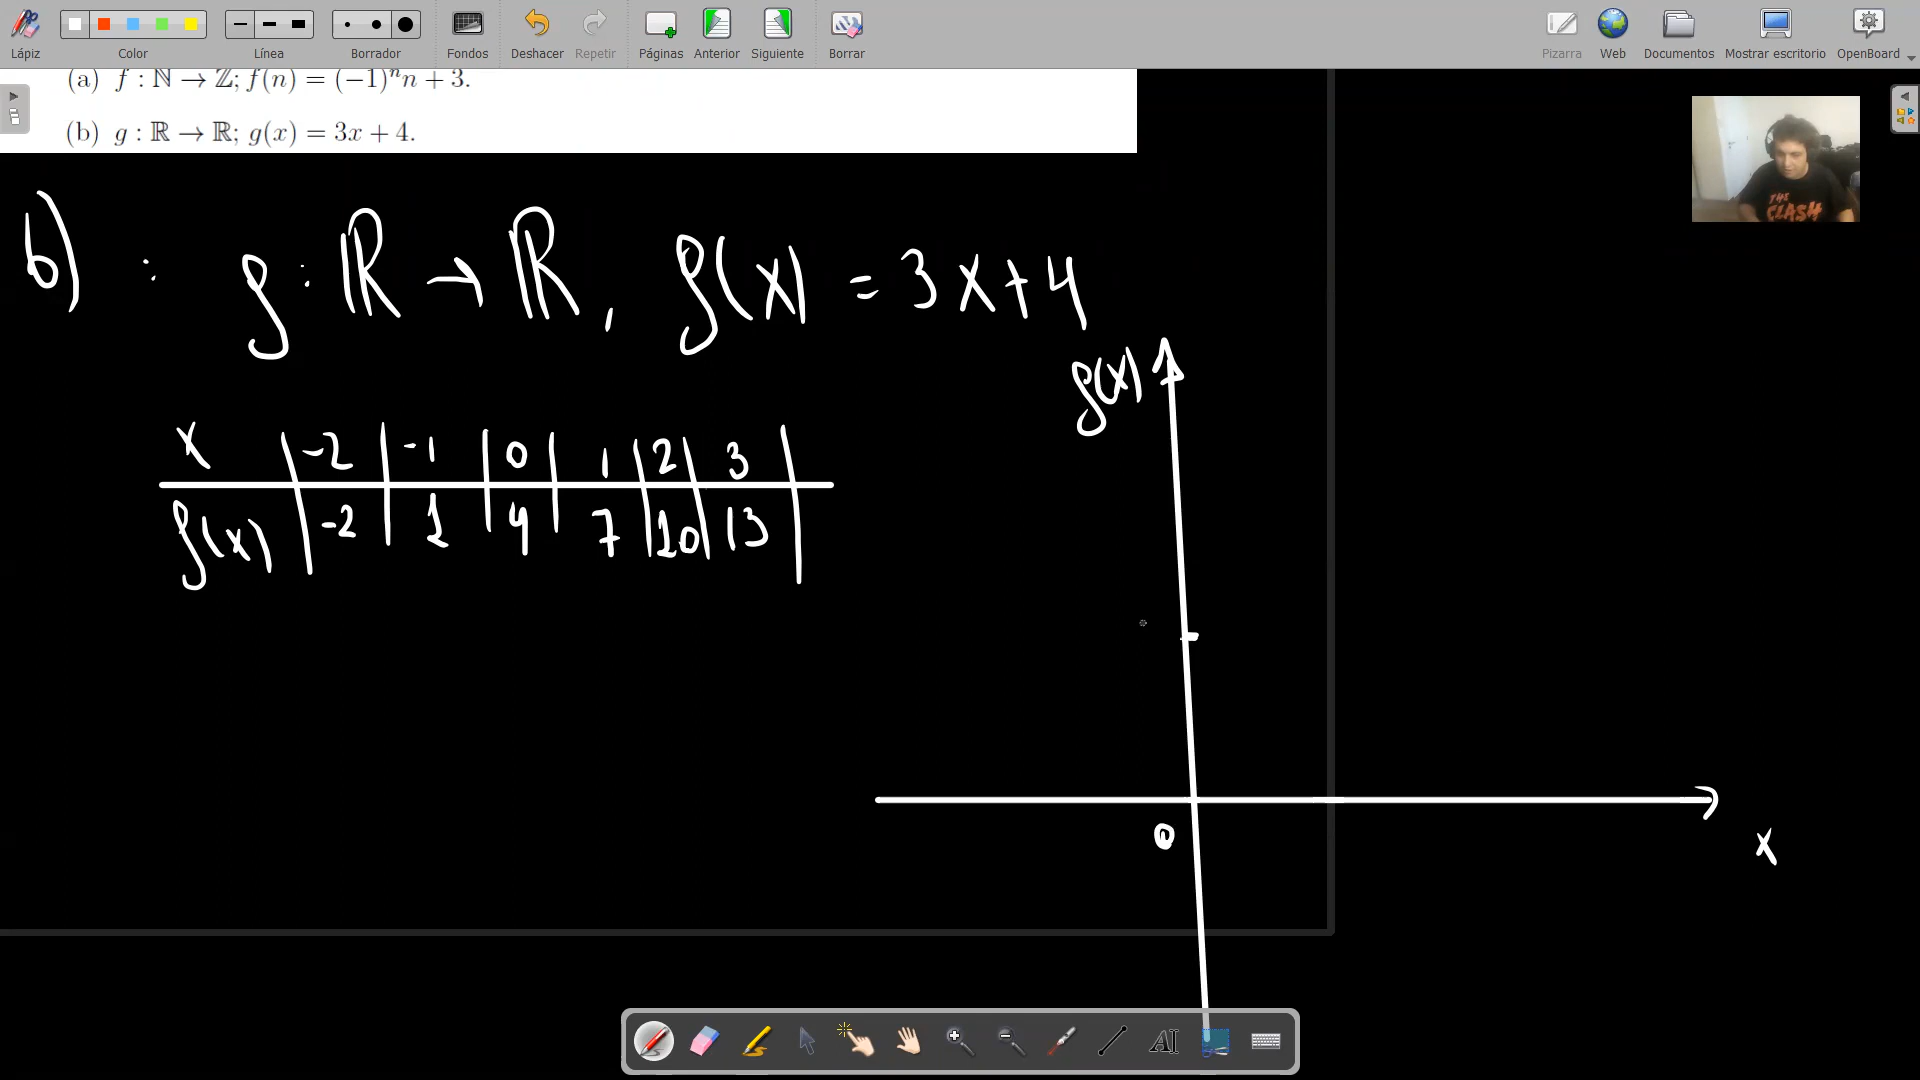 Lápiz Color Línea Borrador Fondos Deshacer Repetir Páginas Anterior Siguiente Borrar Pizarra Web Documentos Mostrar escritorio OpenBoard
(a) f : ℕ → ℤ; f(n) = (−1)ⁿn + 3.
(b) g : ℝ → ℝ; g(x) = 3x + 4.
b) : g : ℝ → ℝ, g(x) = 3x+4
g(x)
x | -2 | -1 | 0 | 1 | 2 | 3 |
g(x) | -2 | 1 | 4 | 7 | 10 | 13 |
0
x
THE
CLASH
AI